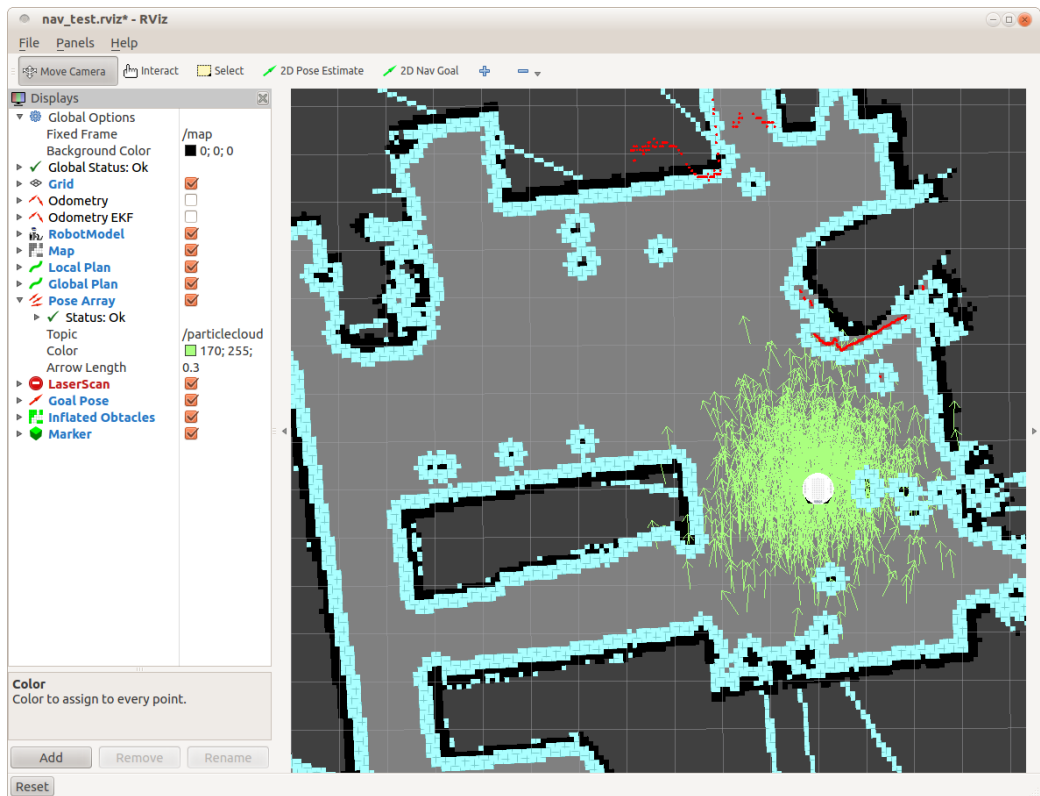 nav_test.rviz* - RViz
File Panels Help
Move Camera Interact Select 2D Pose Estimate 2D Nav Goal
Displays
Global Options
Fixed Frame /map
Background Color 0; 0; 0
Global Status: Ok
Grid
Odometry
Odometry EKF
RobotModel
Map
Local Plan
Global Plan
Pose Array
Status: Ok
Topic /particlecloud
Color 170; 255;
Arrow Length 0.3
LaserScan
Goal Pose
Inflated Obtacles
Marker
Color
Color to assign to every point.
Add Remove Rename
Reset